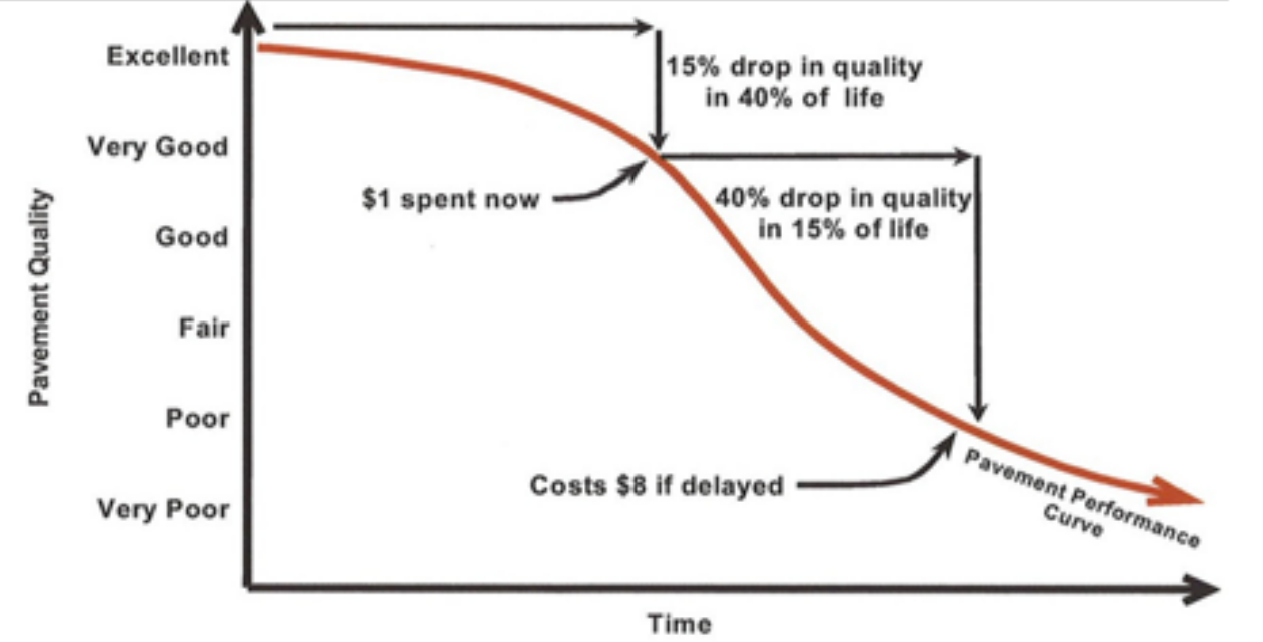 Excellent
Very Good
Good
Fair
Poor
Very Poor
Pavement Quality
15% drop in quality
in 40% of life
$1 spent now
40% drop in quality
in 15% of life
Costs $8 if delayed
Pavement Performance
Curve
Time